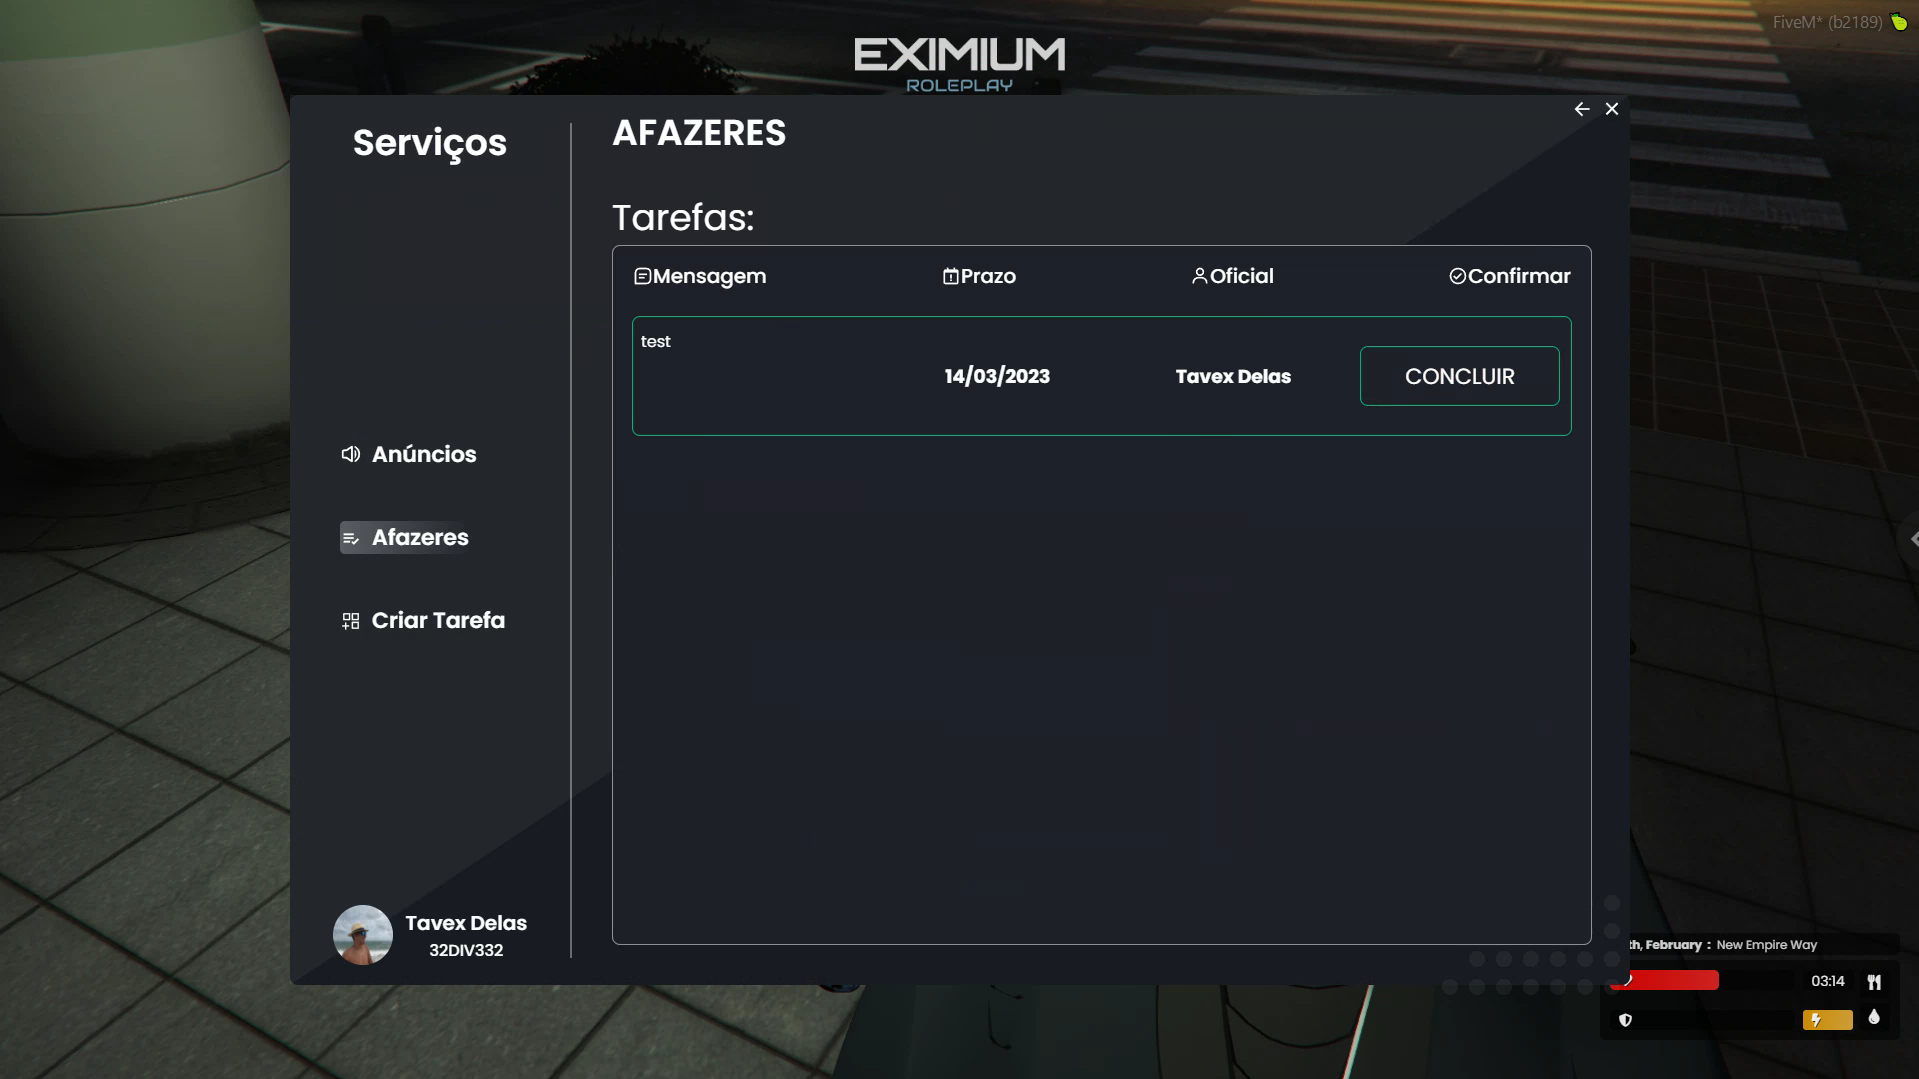 FiveM* (b2189)
EXIMIUM
ROLEPLAY
Serviços
AFAZERES
Tarefas:
Mensagem Prazo Oficial Confirmar
test
14/03/2023 Tavex Delas CONCLUIR
Anúncios
Afazeres
Criar Tarefa
Tavex Delas
32DIV332
th, February : New Empire Way
03:14